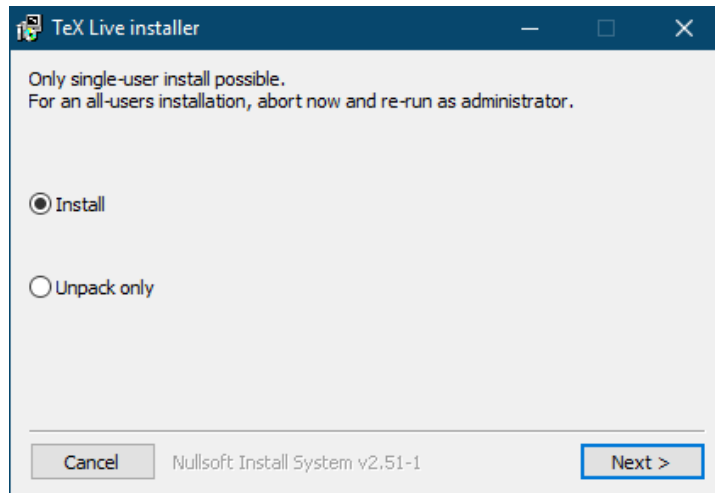 TeX Live installer
Only single-user install possible.
For an all-users installation, abort now and re-run as administrator.
Install
Unpack only
Cancel
Nullsoft Install System v2.51-1
Next >